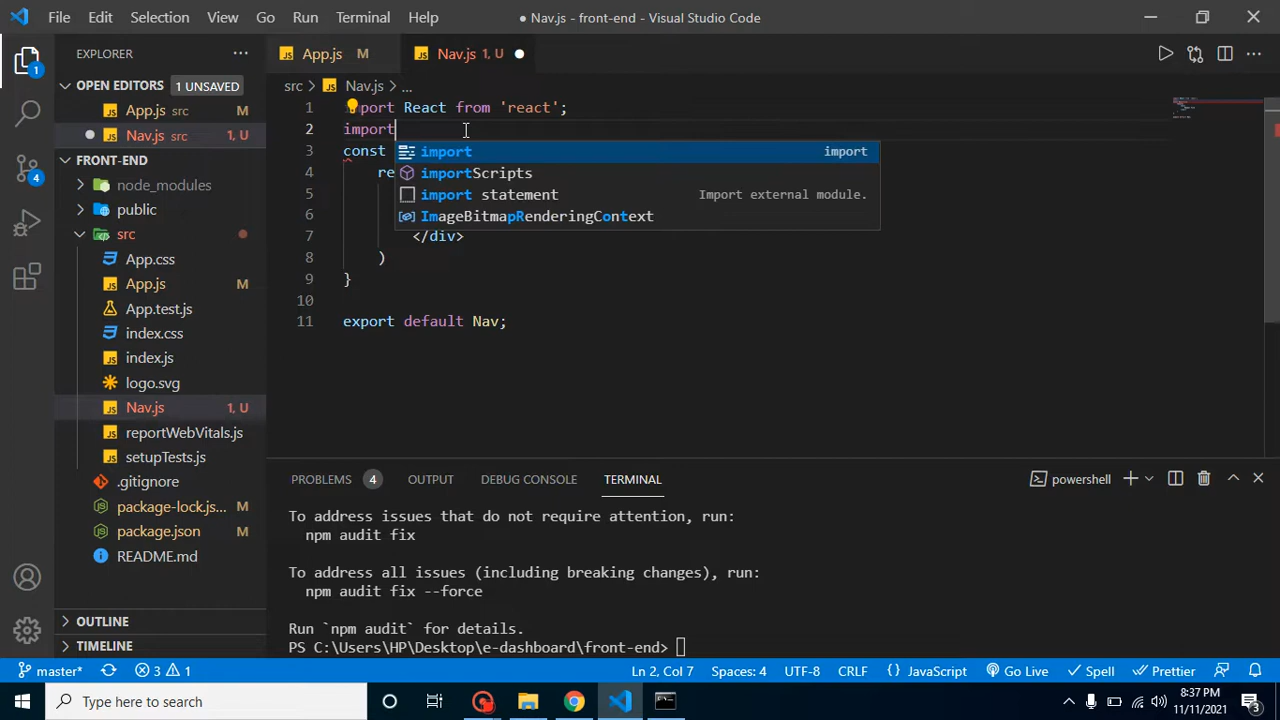 File Edit Selection View Go Run Terminal Help
● Nav.js - front-end - Visual Studio Code
EXPLORER
OPEN EDITORS 1 UNSAVED
App.js src M
Nav.js src 1, U
FRONT-END
node_modules
public
src
App.css
App.js M
App.test.js
index.css
index.js
logo.svg
Nav.js 1, U
reportWebVitals.js
setupTests.js
.gitignore
package-lock.js... M
package.json M
README.md
OUTLINE
TIMELINE
App.js M
Nav.js 1, U
src > Nav.js > ...
1 import React from 'react';
2 import
3 const
4 re
5
6
7 </div>
8 )
9 }
10
11 export default Nav;
import import
importScripts
import statement Import external module.
ImageBitmapRenderingContext
PROBLEMS 4 OUTPUT DEBUG CONSOLE TERMINAL
powershell
To address issues that do not require attention, run:
npm audit fix
To address all issues (including breaking changes), run:
npm audit fix --force
Run `npm audit` for details.
PS C:\Users\HP\Desktop\e-dashboard\front-end>
master* 3 1 Ln 2, Col 7 Spaces: 4 UTF-8 CRLF { } JavaScript Go Live Spell Prettier
Type here to search
8:37 PM
11/11/2021
3